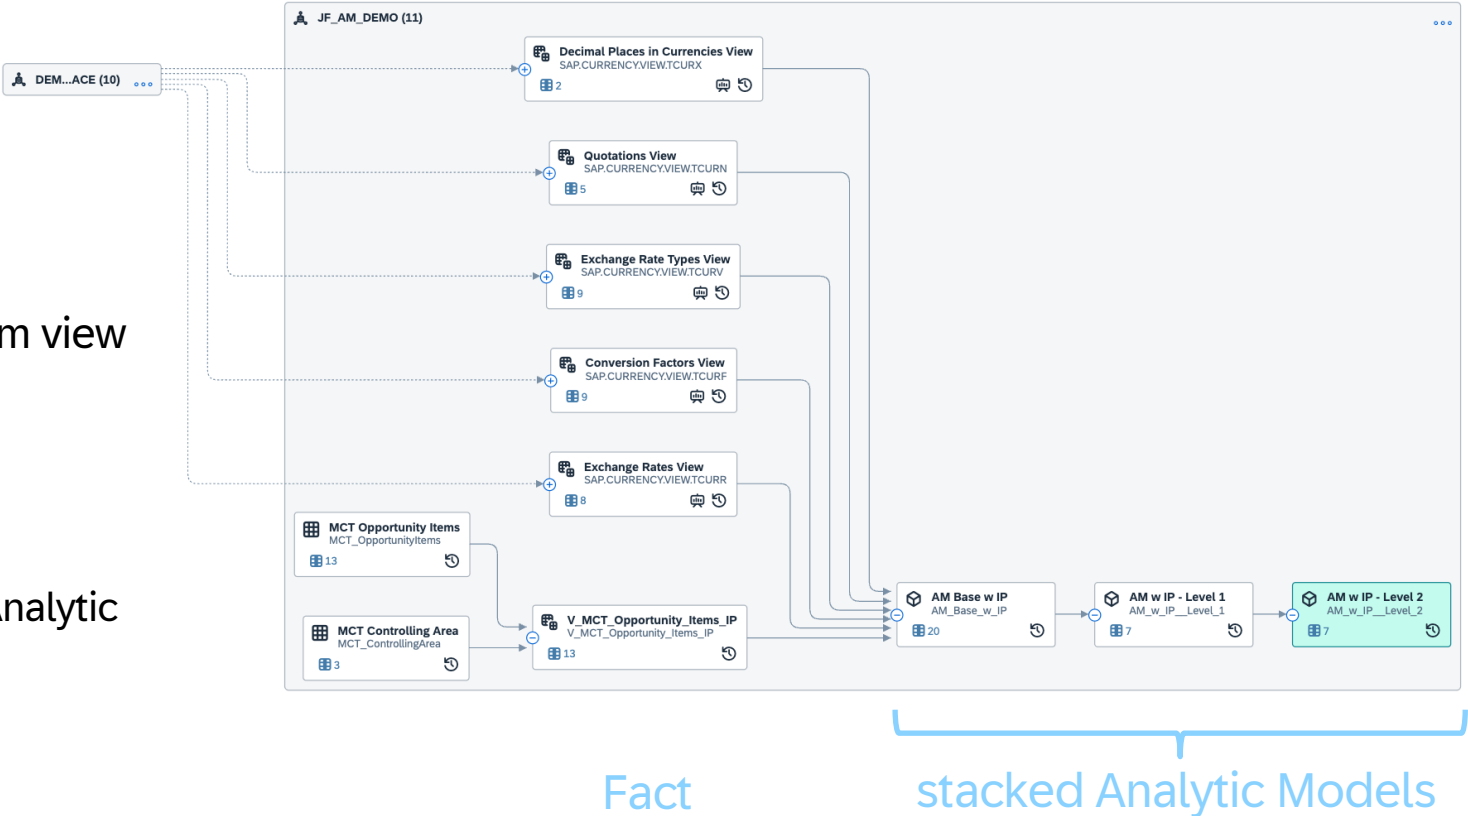 JF_AM_DEMO (11)
DEM...ACE (10)
Decimal Places in Currencies View
SAP.CURRENCY.VIEW.TCURX
2
Quotations View
SAP.CURRENCY.VIEW.TCURN
5
Exchange Rate Types View
SAP.CURRENCY.VIEW.TCURV
9
m view
Conversion Factors View
SAP.CURRENCY.VIEW.TCURF
9
Exchange Rates View
SAP.CURRENCY.VIEW.TCURR
8
MCT Opportunity Items
MCT_OpportunityItems
13
Analytic
MCT Controlling Area
MCT_ControllingArea
3
V_MCT_Opportunity_Items_IP
V_MCT_Opportunity_Items_IP
13
AM Base w IP
AM_Base_w_IP
20
AM w IP - Level 1
AM_w_IP__Level_1
7
AM w IP - Level 2
AM_w_IP__Level_2
7
Fact
stacked Analytic Models